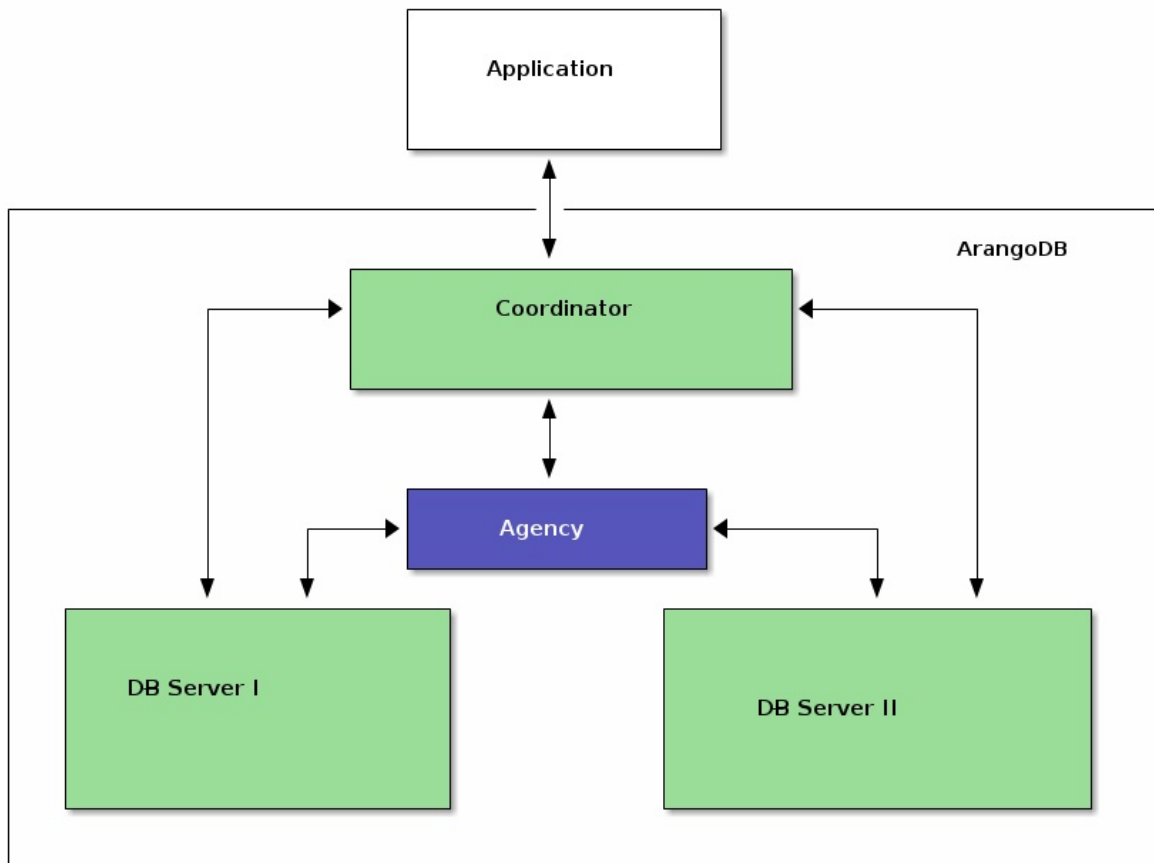 Application
ArangoDB
Coordinator
Agency
DB Server I
DB Server II